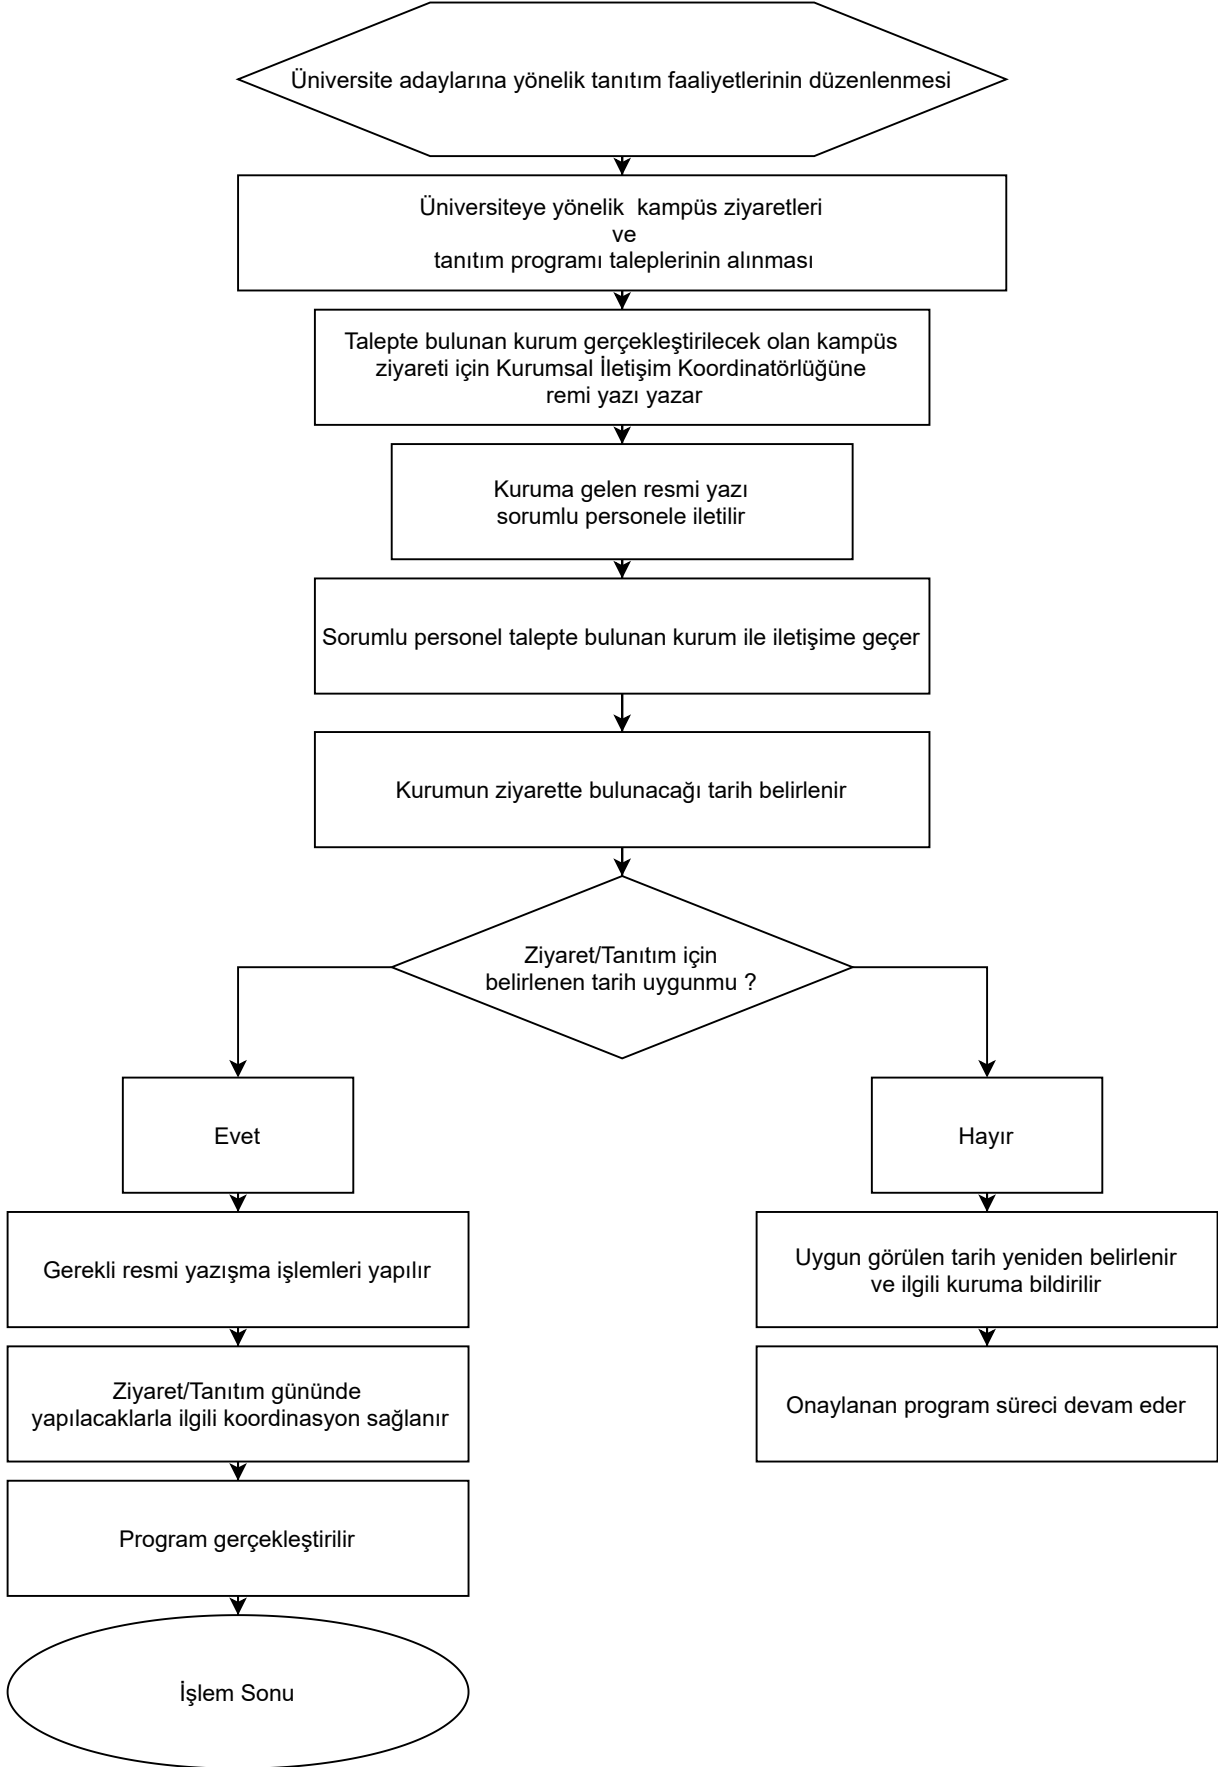 Üniversite adaylarına yönelik tanıtım faaliyetlerinin düzenlenmesi
Üniversiteye yönelik  kampüs ziyaretleri
ve
tanıtım programı taleplerinin alınması
Talepte bulunan kurum gerçekleştirilecek olan kampüs
ziyareti için Kurumsal İletişim Koordinatörlüğüne
remi yazı yazar
Kuruma gelen resmi yazı
sorumlu personele iletilir
Sorumlu personel talepte bulunan kurum ile iletişime geçer
Kurumun ziyarette bulunacağı tarih belirlenir
Ziyaret/Tanıtım için
belirlenen tarih uygunmu ?
Evet
Gerekli resmi yazışma işlemleri yapılır
Ziyaret/Tanıtım gününde
yapılacaklarla ilgili koordinasyon sağlanır
Program gerçekleştirilir
İşlem Sonu
Hayır
Uygun görülen tarih yeniden belirlenir
ve ilgili kuruma bildirilir
Onaylanan program süreci devam eder